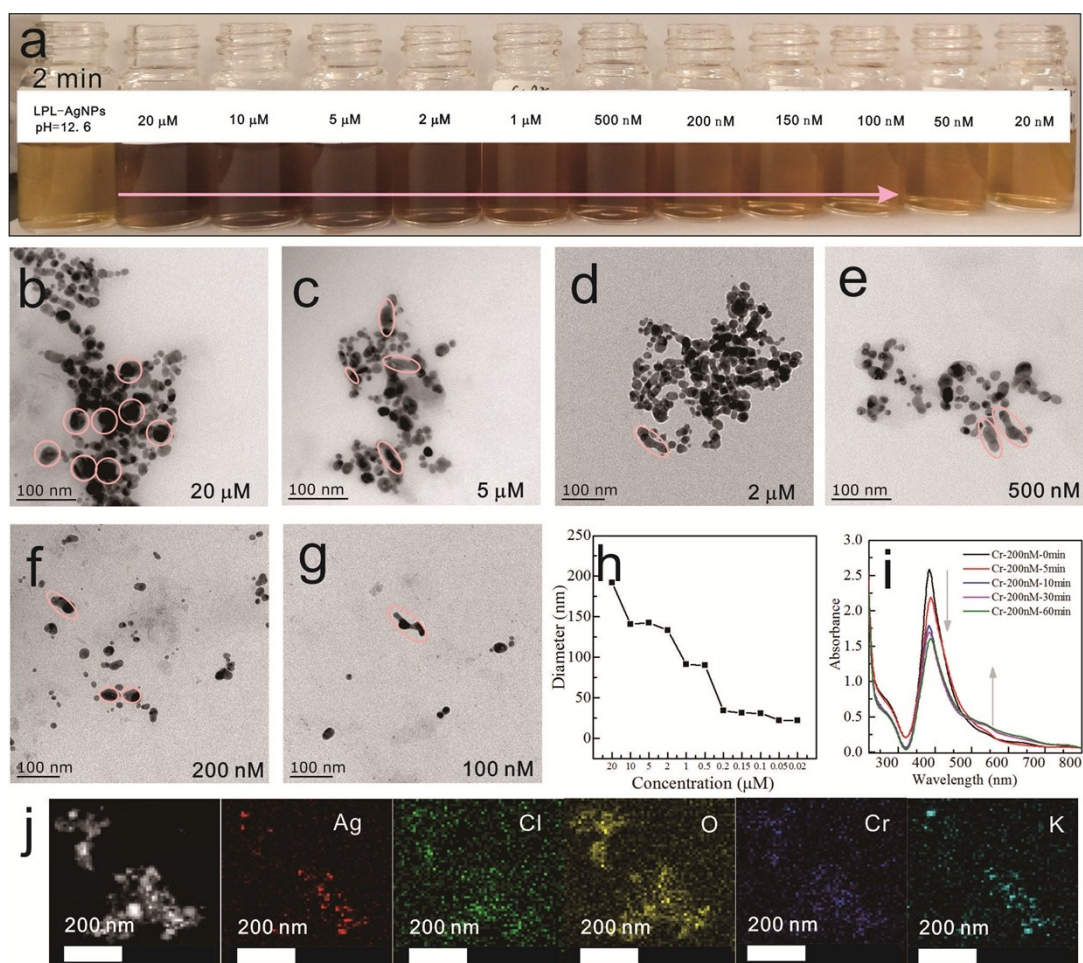 a
2 min
LPL-AgNPs
pH=12.6
20 μM
10 μM
5 μM
2 μM
1 μM
500 nM
200 nM
150 nM
100 nM
50 nM
20 nM
b
100 nm
20 μM
c
100 nm
5 μM
d
100 nm
2 μM
e
100 nm
500 nM
f
100 nm
200 nM
g
100 nm
100 nM
h
Diameter (nm)
250
200
150
100
50
0
20 10 5 2 1 0.5 0.2 0.15 0.1 0.05 0.02
Concentration (μM)
i
Absorbance
3.0
2.5
2.0
1.5
1.0
0.5
0.0
Cr-200nM-0min
Cr-200nM-5min
Cr-200nM-10min
Cr-200nM-30min
Cr-200nM-60min
300 400 500 600 700 800
Wavelength (nm)
j
200 nm
Ag
200 nm
Cl
200 nm
O
200 nm
Cr
200 nm
K
200 nm